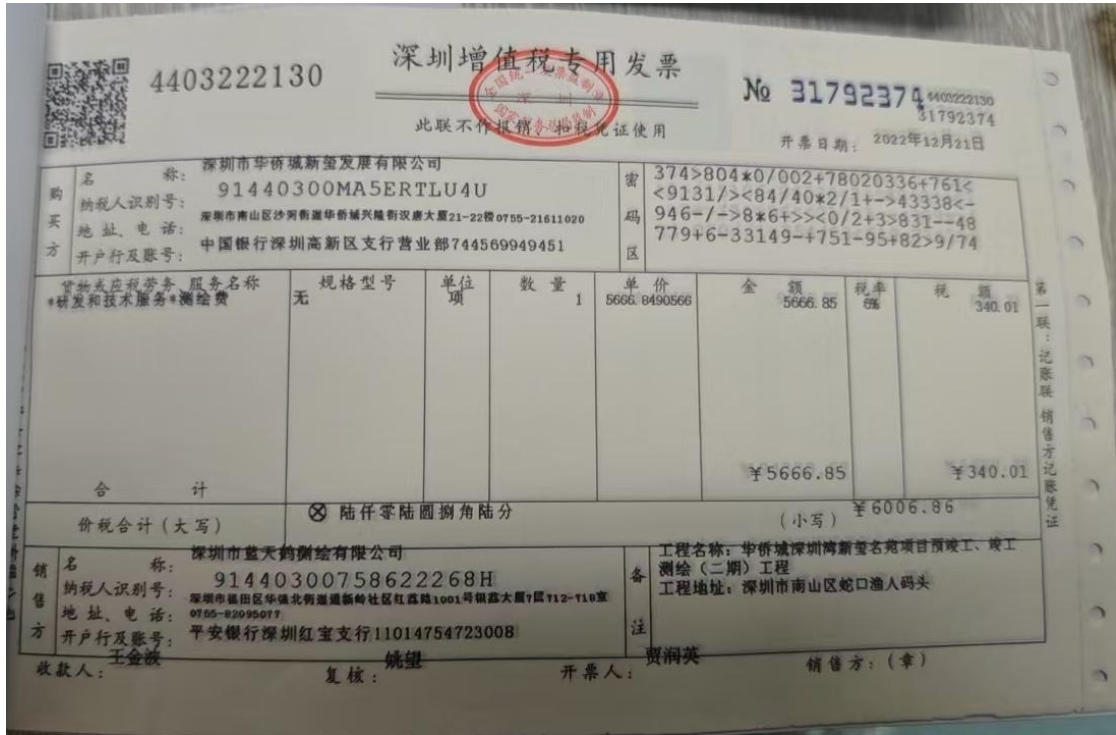 4403222130
深圳增值税专用发票
№ 31792374
4403222130
31792374
此联不作报销、扣税凭证使用
开票日期: 2022年12月21日
购买方
名 称: 深圳市华侨城新玺发展有限公司
纳税人识别号: 91440300MA5ERTLU4U
地 址、电 话: 深圳市南山区沙河街道华侨城兴隆街汉唐大厦21-22楼0755-21611020
开户行及账号: 中国银行深圳高新区支行营业部744569949451
密码区
374>804*0/002+78020336+761<
<9131/><84/40*2/1+->43338<-
946-/->8*6+>><0/2+3>831--48
779+6-33149-+751-95+82>9/74
货物或应税劳务、服务名称 规格型号 单位 数 量 单 价 金 额 税率 税 额
*研发和技术服务*测绘费 无 项 1 5666.8490566 5666.85 6% 340.01
合 计 ¥5666.85 ¥340.01
价税合计(大写) ⊗ 陆仟零陆圆捌角陆分 (小写) ¥6006.86
销售方
名 称: 深圳市蓝天鹤测绘有限公司
纳税人识别号: 91440300758622268H
地 址、电 话: 深圳市福田区华强北街道通新岭社区红荔路1001号银荔大厦7层712-718室
0755-82095077
开户行及账号: 平安银行深圳红宝支行11014754723008
备注
工程名称:华侨城深圳湾新玺名苑项目预竣工、竣工
测绘(二期)工程
工程地址:深圳市南山区蛇口渔人码头
收款人: 王金波 复核: 姚望 开票人: 贾润英 销售方:(章)
第一联:记账联 销售方记账凭证